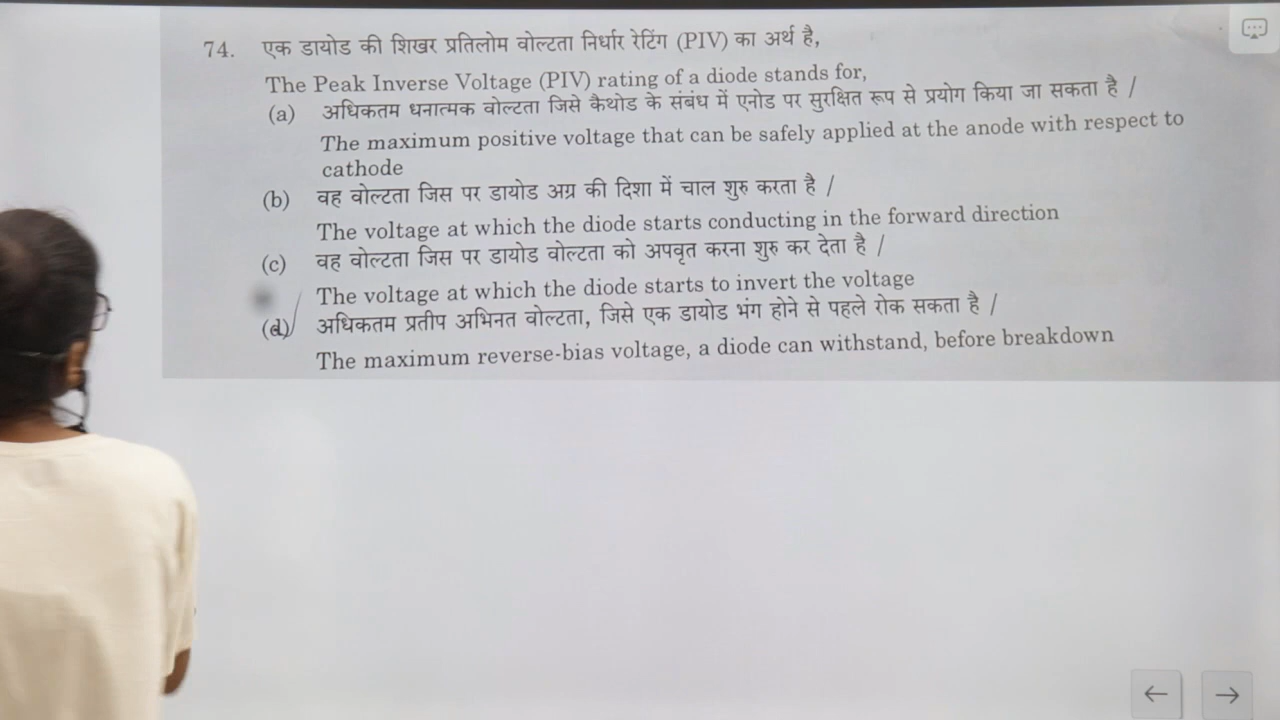 74. एक डायोड की शिखर प्रतिलोम वोल्टता निर्धार रेटिंग (PIV) का अर्थ है,
The Peak Inverse Voltage (PIV) rating of a diode stands for,
(a) अधिकतम धनात्मक वोल्टता जिसे कैथोड के संबंध में एनोड पर सुरक्षित रूप से प्रयोग किया जा सकता है /
The maximum positive voltage that can be safely applied at the anode with respect to
cathode
(b) वह वोल्टता जिस पर डायोड अग्र की दिशा में चाल शुरु करता है /
The voltage at which the diode starts conducting in the forward direction
(c) वह वोल्टता जिस पर डायोड वोल्टता को अपवृत करना शुरु कर देता है /
The voltage at which the diode starts to invert the voltage
(d) अधिकतम प्रतीप अभिनत वोल्टता, जिसे एक डायोड भंग होने से पहले रोक सकता है /
The maximum reverse-bias voltage, a diode can withstand, before breakdown